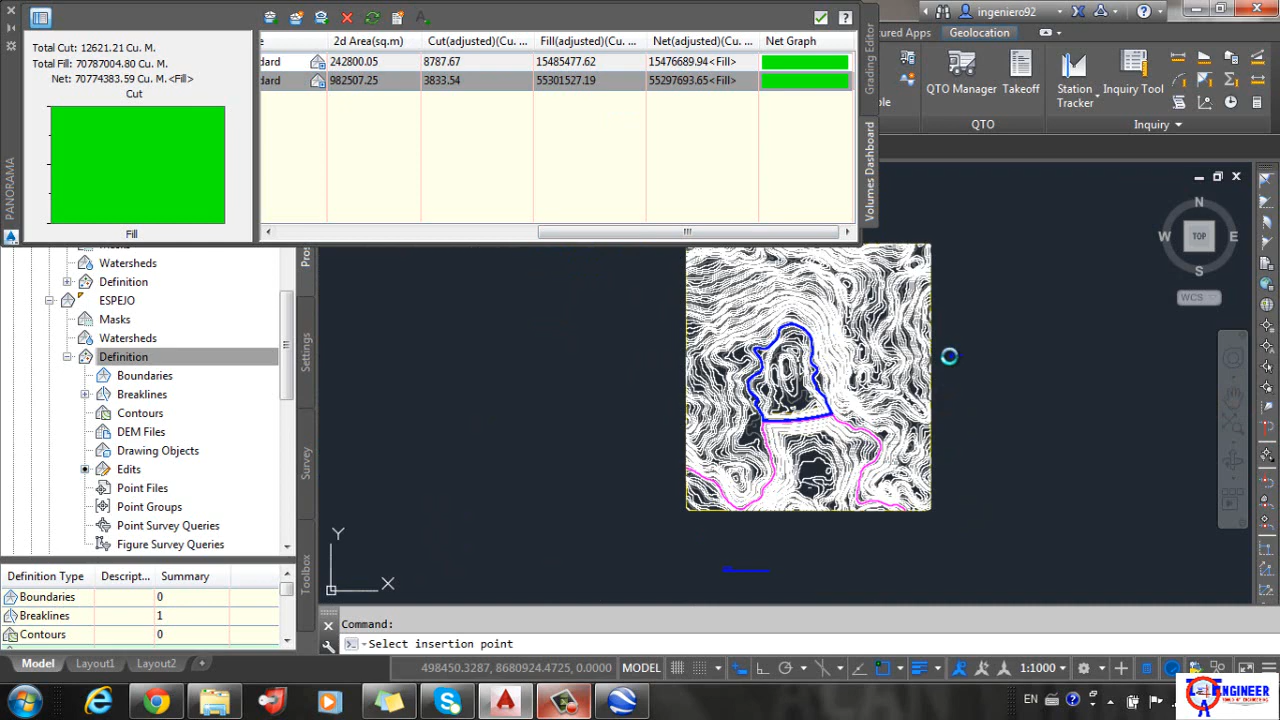 Total Cut: 12621.21 Cu. M.
Total Fill: 70787004.80 Cu. M.
Net: 70774383.59 Cu. M. <Fill>
Cut
Fill
PANORAMA
2d Area(sq.m) Cut(adjusted)(Cu. ... Fill(adjusted)(Cu. ... Net(adjusted)(Cu. ... Net Graph
dard 242800.05 8787.67 15485477.62 15476689.94<Fill>
dard 982507.25 3833.54 55301527.19 55297693.65<Fill>
Grading Editor
Volumes Dashboard
ingeniero92
ured Apps Geolocation
QTO Manager Takeoff Station Tracker Inquiry Tool
QTO Inquiry
Watersheds
Definition
ESPEJO
Masks
Watersheds
Definition
Boundaries
Breaklines
Contours
DEM Files
Drawing Objects
Edits
Point Files
Point Groups
Point Survey Queries
Figure Survey Queries
Settings
Survey
Toolbox
Definition Type Descript... Summary
Boundaries 0
Breaklines 1
Contours 0
N
W TOP E
S
WCS
Y
X
Command:
Select insertion point
Model Layout1 Layout2 +
498450.3287, 8680924.4725, 0.0000 MODEL 1:1000
EN
ENGINEER